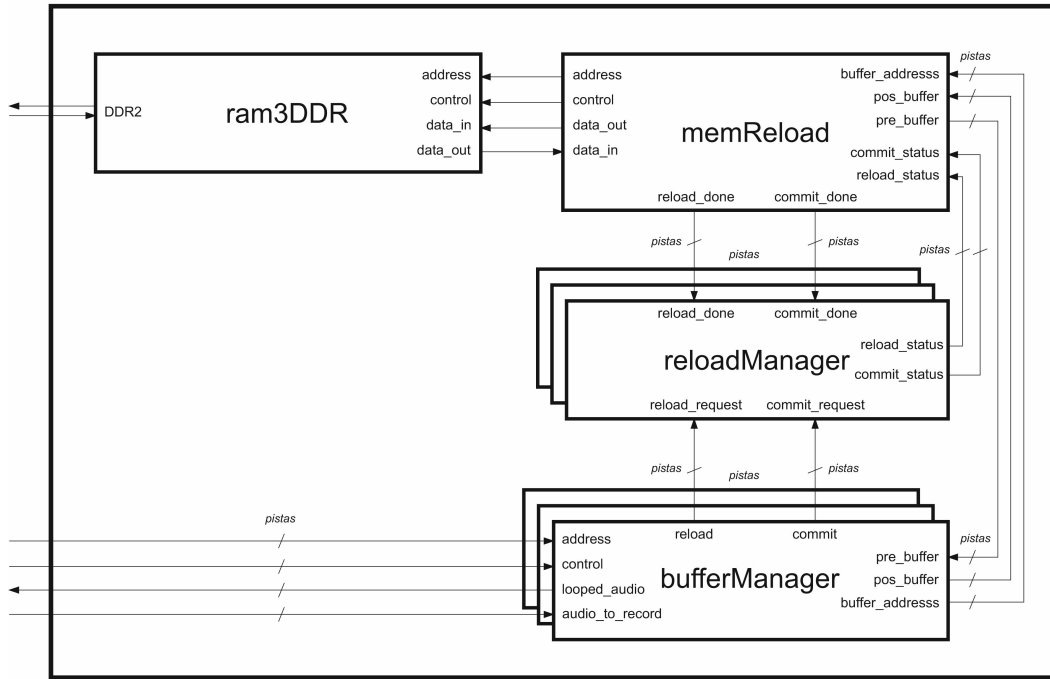 DDR2
ram3DDR
address
control
data_in
data_out
address
control
data_out
data_in
memReload
buffer_addresss
pos_buffer
pre_buffer
commit_status
reload_status
reload_done
commit_done
pistas
pistas
pistas
pistas
pistas
reload_done
commit_done
reloadManager
reload_status
commit_status
reload_request
commit_request
pistas
pistas
pistas
pistas
reload
commit
address
control
looped_audio
audio_to_record
bufferManager
pre_buffer
pos_buffer
buffer_addresss
pistas